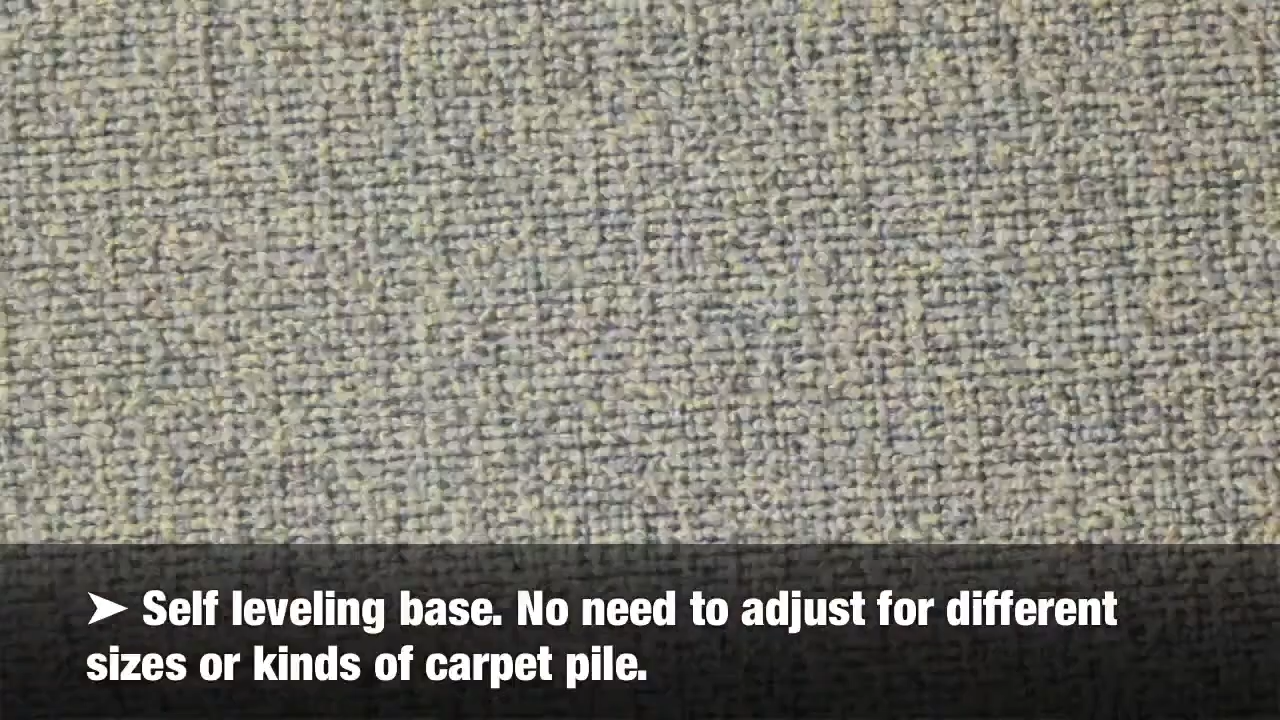 ➤ Self leveling base. No need to adjust for different
sizes or kinds of carpet pile.